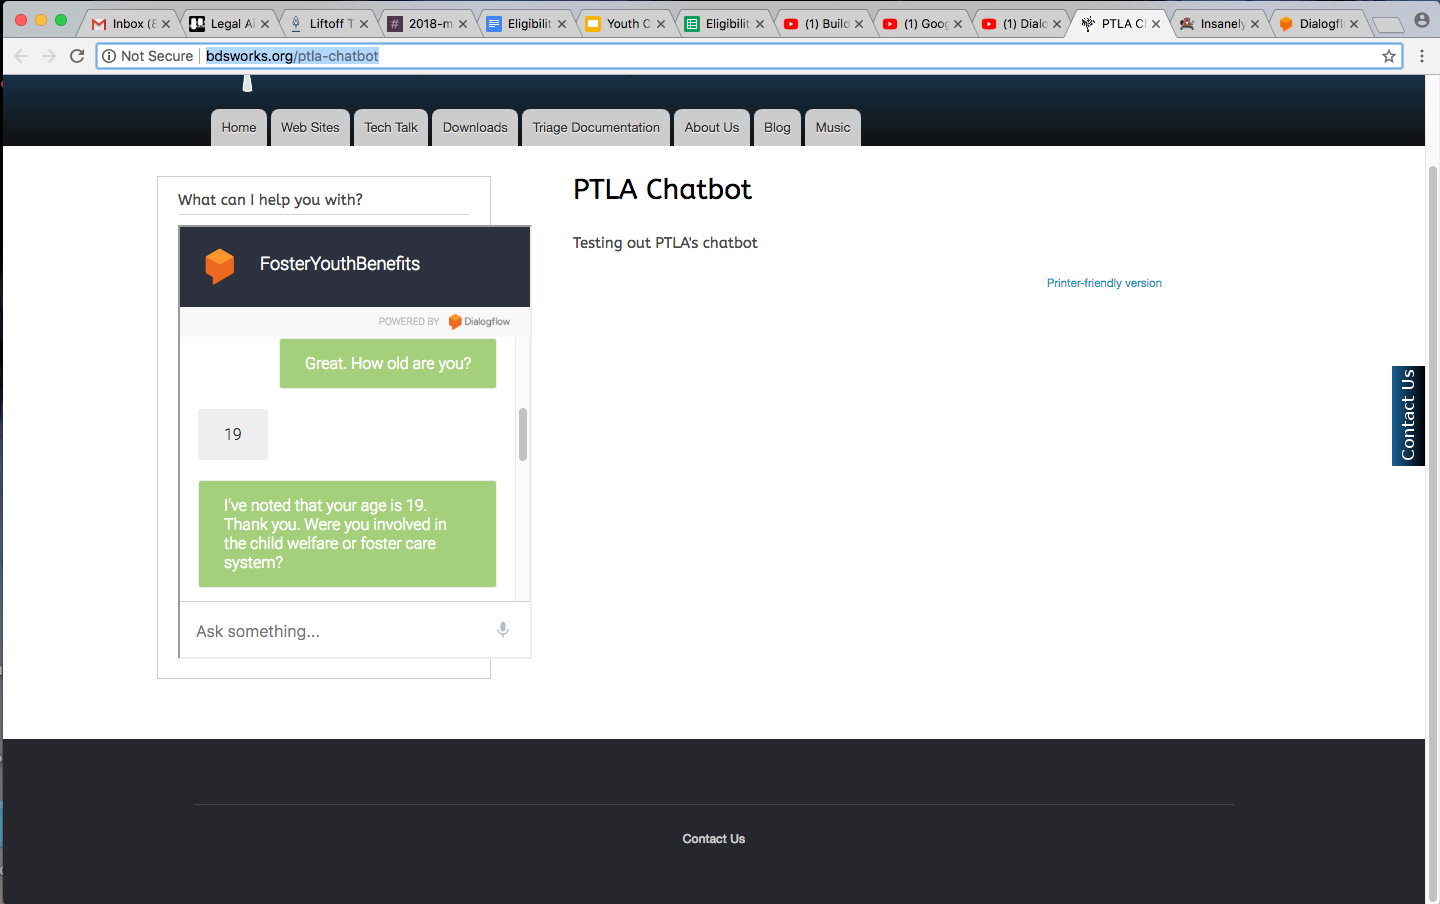 Inbox (8
Legal Ai
Liftoff T
2018-m
Eligibilit
Youth C
Eligibilit
(1) Build
(1) Goog
(1) Dialo
PTLA C
Insanely
Dialogfl
Not Secure
bdsworks.org/ptla-chatbot
Home
Web Sites
Tech Talk
Downloads
Triage Documentation
About Us
Blog
Music
What can I help you with?
FosterYouthBenefits
POWERED BY Dialogflow
Great. How old are you?
19
I've noted that your age is 19.
Thank you. Were you involved in
the child welfare or foster care
system?
Ask something...
PTLA Chatbot
Testing out PTLA's chatbot
Printer-friendly version
Contact Us
Contact Us